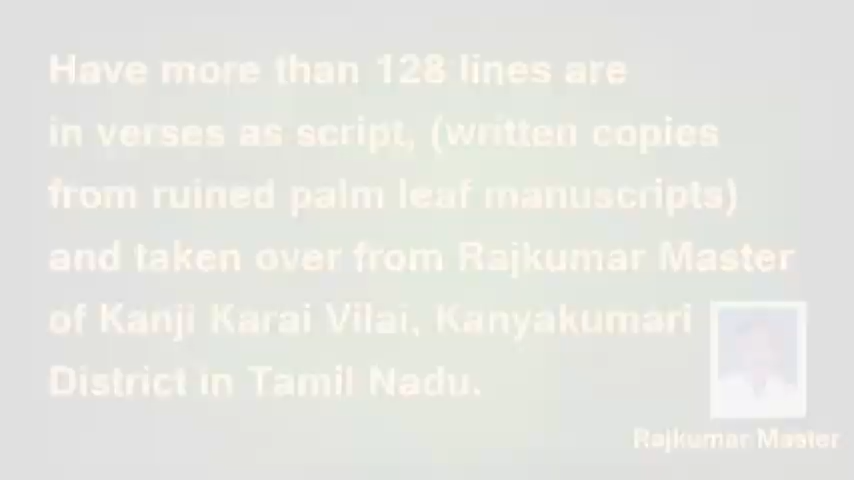 Have more than 128 lines are
in verses as script, (written copies
from ruined palm leaf manuscripts)
and taken over from Rajkumar Master
of Kanji Karai Vilai, Kanyakumari
District in Tamil Nadu.
Rajkumar Master